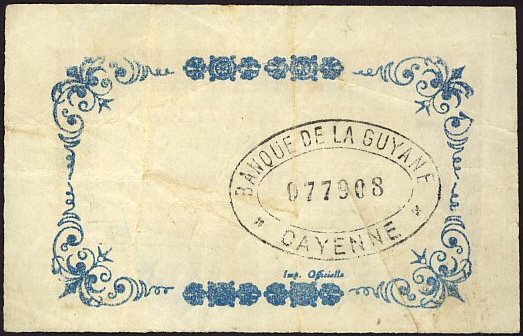 BANQUE DE LA GUYANE
077908
* CAYENNE *
Imp. Officielle